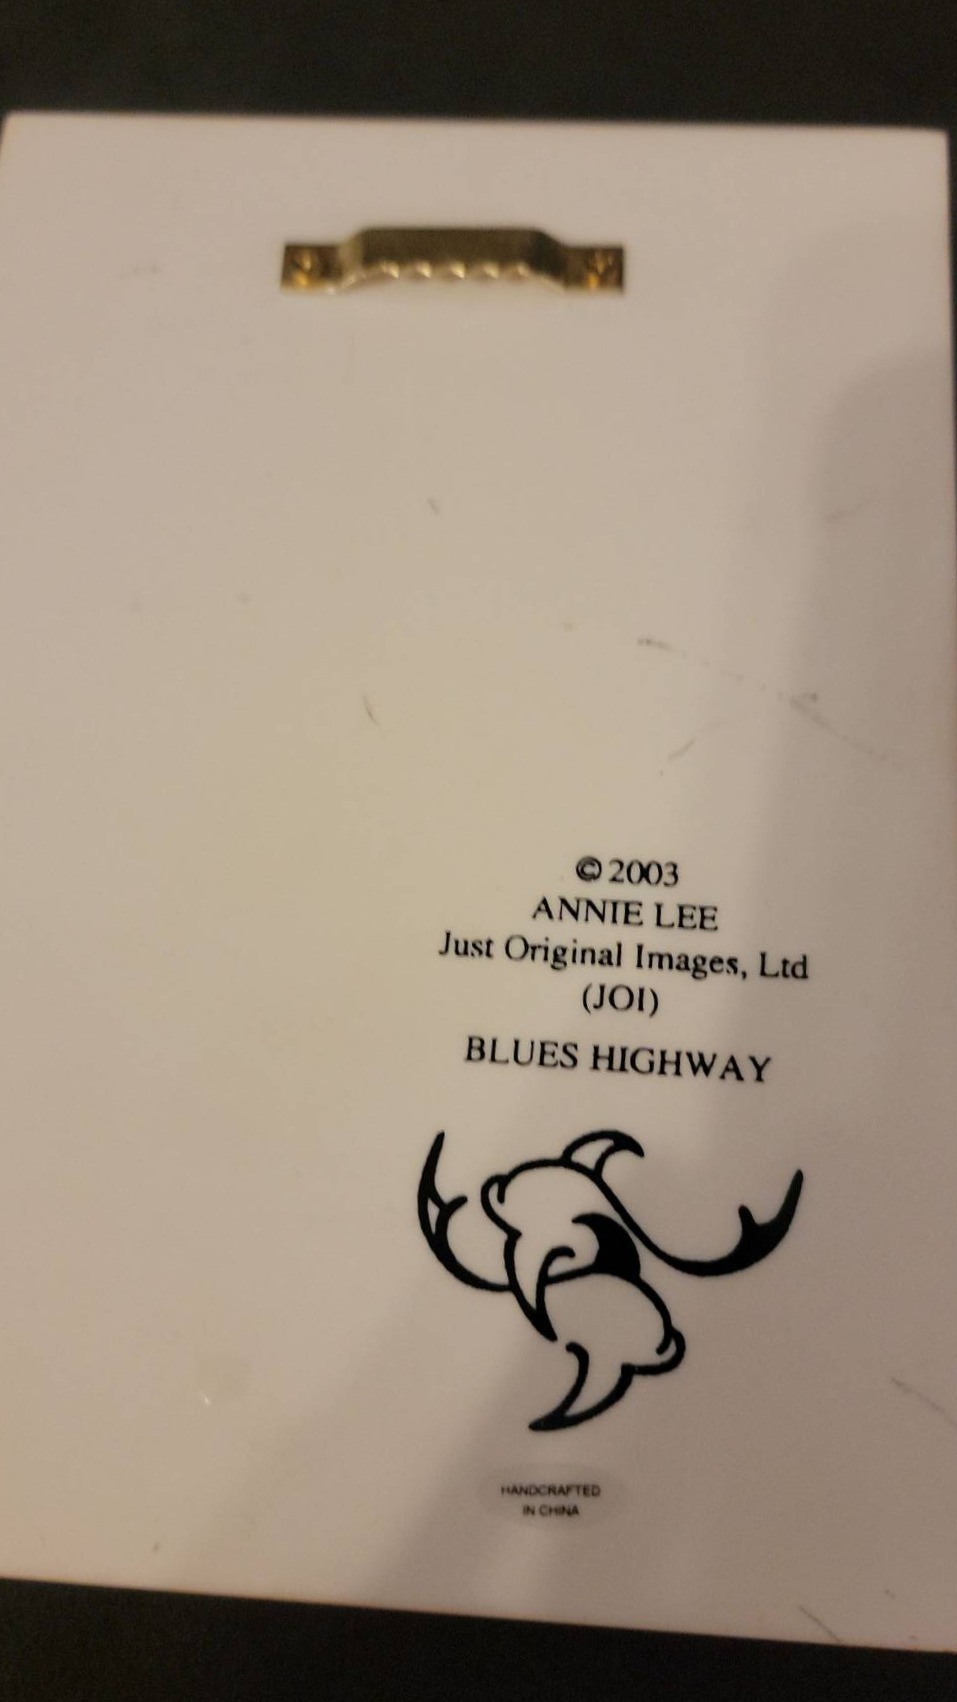 © 2003
ANNIE LEE
Just Original Images, Ltd
(JOI)
BLUES HIGHWAY
HANDCRAFTED
IN CHINA